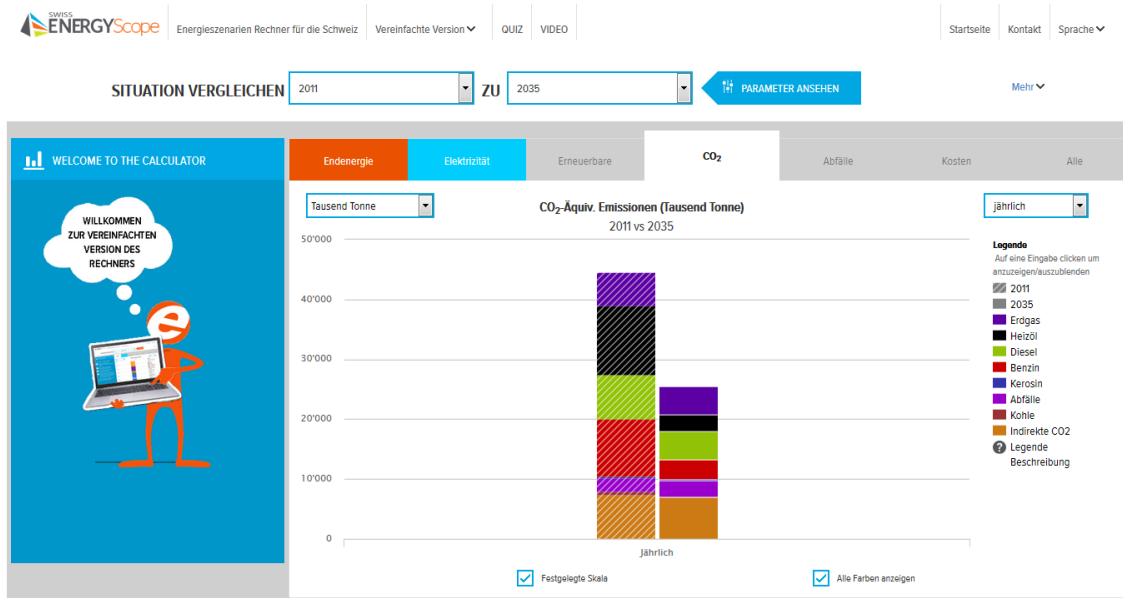 SWISS
ENERGYScope
Energieszenarien Rechner für die Schweiz
Vereinfachte Version
QUIZ
VIDEO
Startseite
Kontakt
Sprache
SITUATION VERGLEICHEN
2011
ZU
2035
PARAMETER ANSEHEN
Mehr
WELCOME TO THE CALCULATOR
WILLKOMMEN
ZUR VEREINFACHTEN
VERSION DES
RECHNERS
e
Endenergie
Elektrizität
Erneuerbare
CO₂
Abfälle
Kosten
Alle
Tausend Tonne
CO₂-Äquiv. Emissionen (Tausend Tonne)
2011 vs 2035
jährlich
50'000
40'000
30'000
20'000
10'000
0
Jährlich
Legende
Auf eine Eingabe clicken um
anzuzeigen/auszublenden
2011
2035
Erdgas
Heizöl
Diesel
Benzin
Kerosin
Abfälle
Kohle
Indirekte CO2
? Legende
Beschreibung
Festgelegte Skala
Alle Farben anzeigen